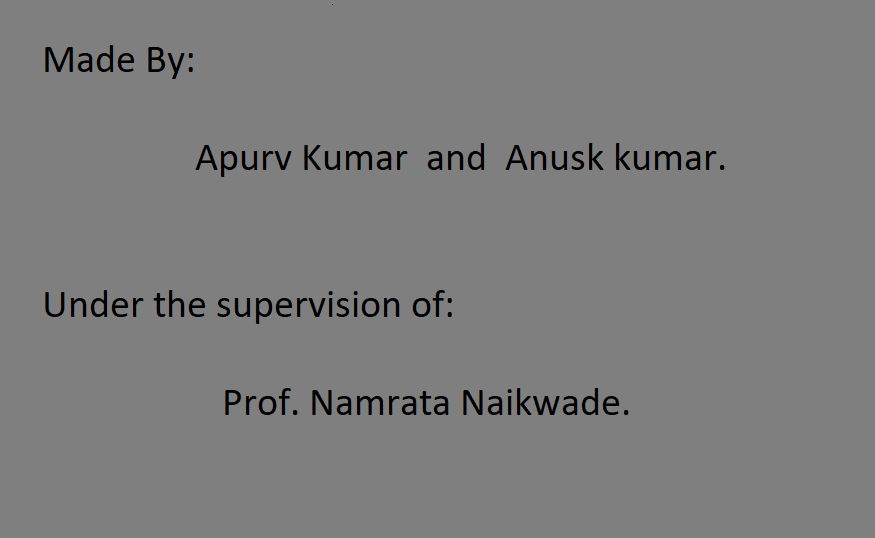 Made By:
Apurv Kumar and Anusk kumar.
Under the supervision of:
Prof. Namrata Naikwade.